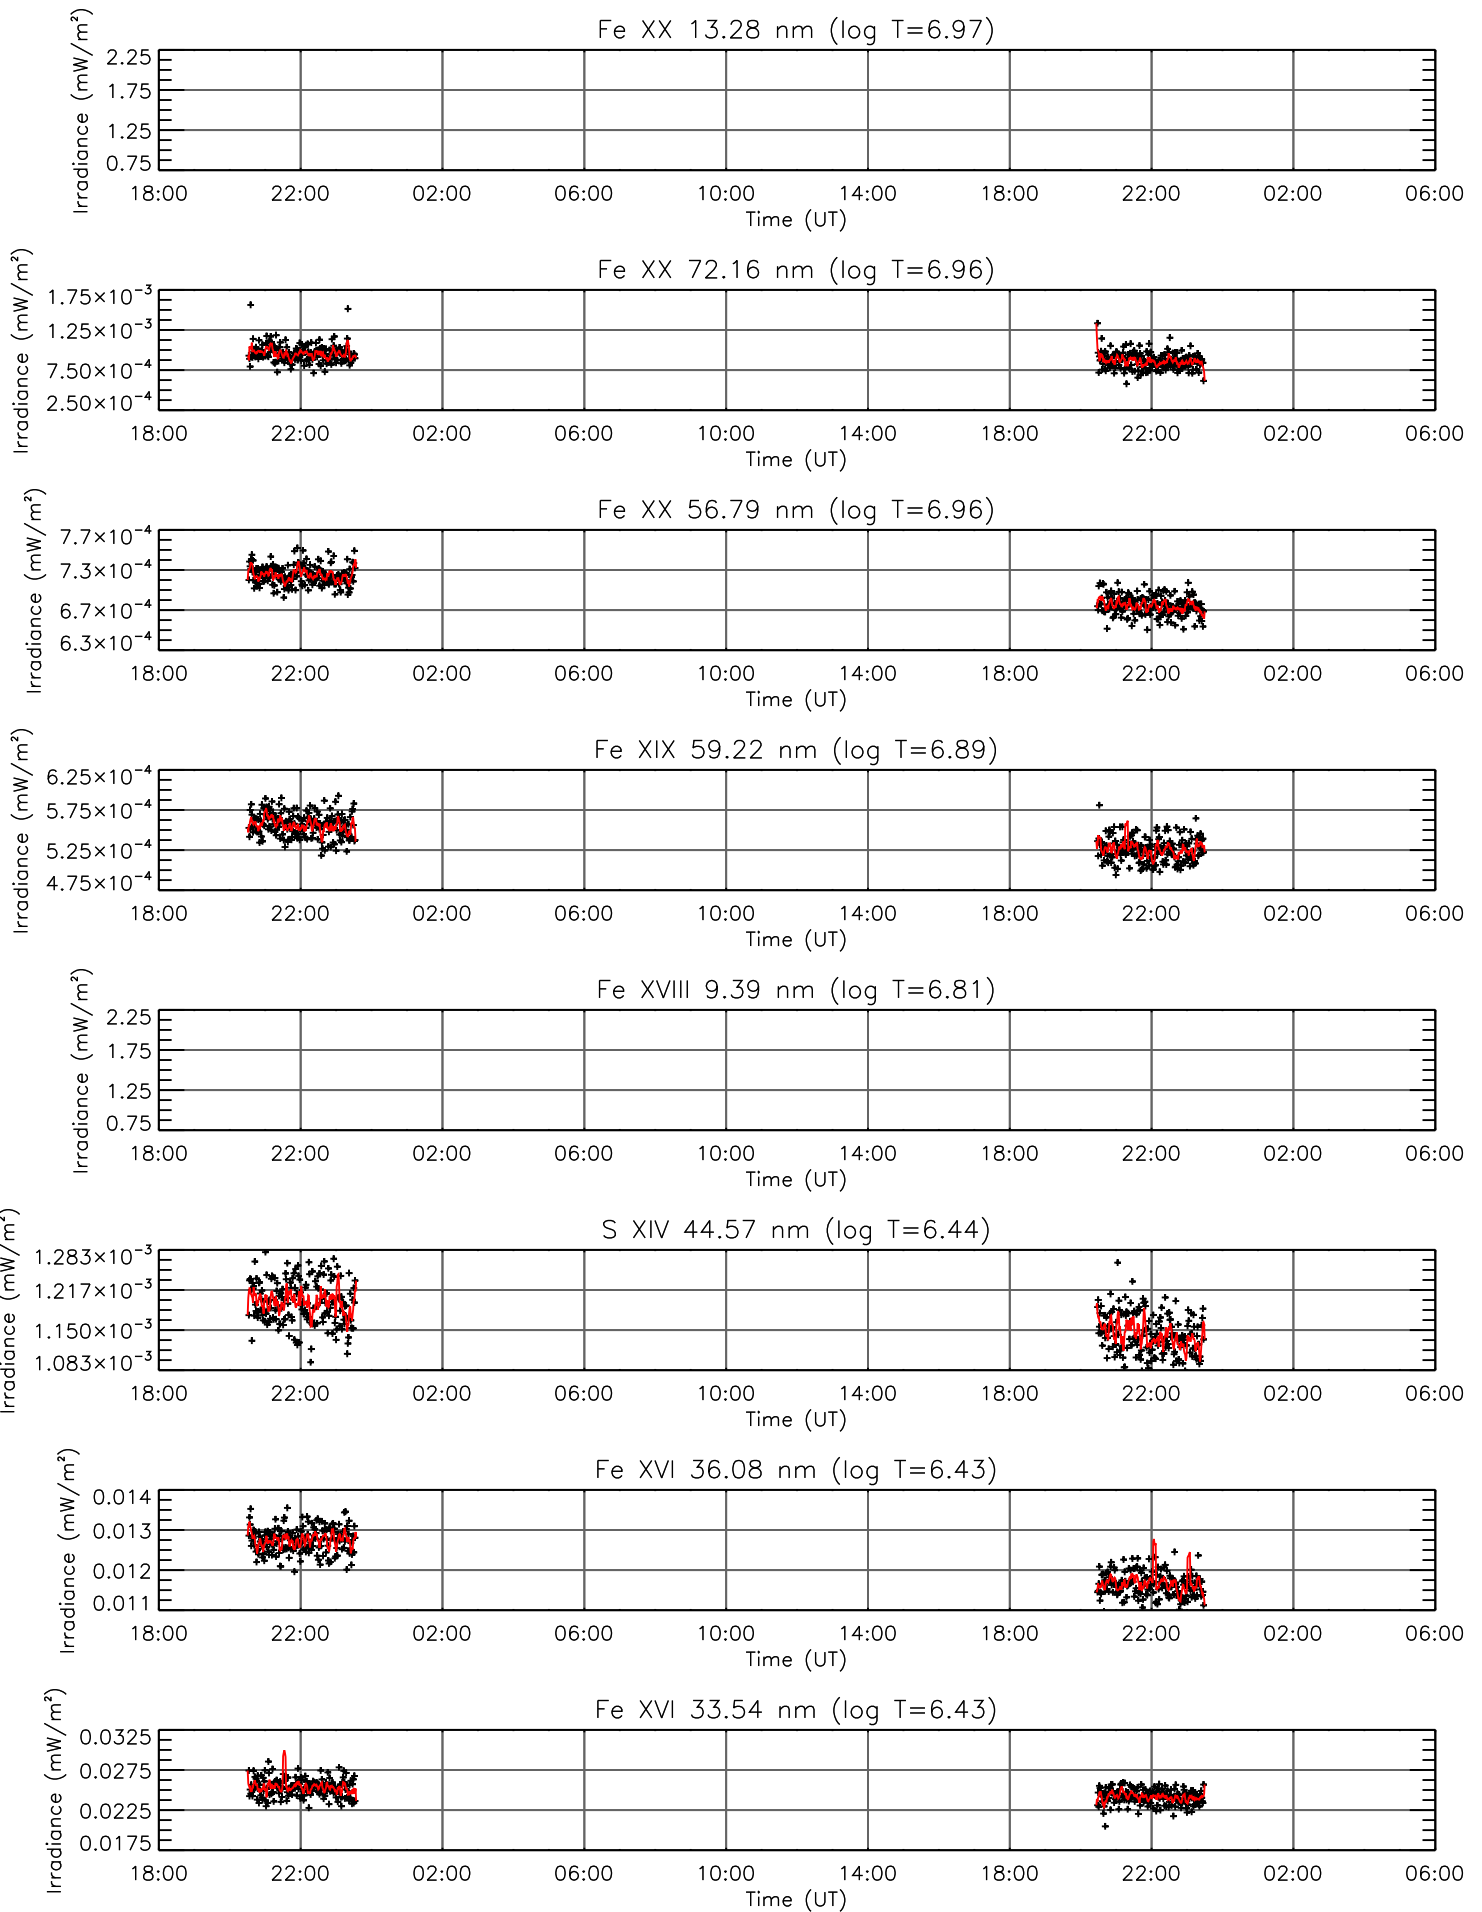 Fe XX 13.28 nm (log T=6.97)
Irradiance (mW/m²)
2.25
1.75
1.25
0.75
18:00 22:00 02:00 06:00 10:00 14:00 18:00 22:00 02:00 06:00
Time (UT)
Fe XX 72.16 nm (log T=6.96)
Irradiance (mW/m²)
1.75×10⁻³
1.25×10⁻³
7.50×10⁻⁴
2.50×10⁻⁴
18:00 22:00 02:00 06:00 10:00 14:00 18:00 22:00 02:00 06:00
Time (UT)
Fe XX 56.79 nm (log T=6.96)
Irradiance (mW/m²)
7.7×10⁻⁴
7.3×10⁻⁴
6.7×10⁻⁴
6.3×10⁻⁴
18:00 22:00 02:00 06:00 10:00 14:00 18:00 22:00 02:00 06:00
Time (UT)
Fe XIX 59.22 nm (log T=6.89)
Irradiance (mW/m²)
6.25×10⁻⁴
5.75×10⁻⁴
5.25×10⁻⁴
4.75×10⁻⁴
18:00 22:00 02:00 06:00 10:00 14:00 18:00 22:00 02:00 06:00
Time (UT)
Fe XVIII 9.39 nm (log T=6.81)
Irradiance (mW/m²)
2.25
1.75
1.25
0.75
18:00 22:00 02:00 06:00 10:00 14:00 18:00 22:00 02:00 06:00
Time (UT)
S XIV 44.57 nm (log T=6.44)
Irradiance (mW/m²)
1.283×10⁻³
1.217×10⁻³
1.150×10⁻³
1.083×10⁻³
18:00 22:00 02:00 06:00 10:00 14:00 18:00 22:00 02:00 06:00
Time (UT)
Fe XVI 36.08 nm (log T=6.43)
Irradiance (mW/m²)
0.014
0.013
0.012
0.011
18:00 22:00 02:00 06:00 10:00 14:00 18:00 22:00 02:00 06:00
Time (UT)
Fe XVI 33.54 nm (log T=6.43)
Irradiance (mW/m²)
0.0325
0.0275
0.0225
0.0175
18:00 22:00 02:00 06:00 10:00 14:00 18:00 22:00 02:00 06:00
Time (UT)